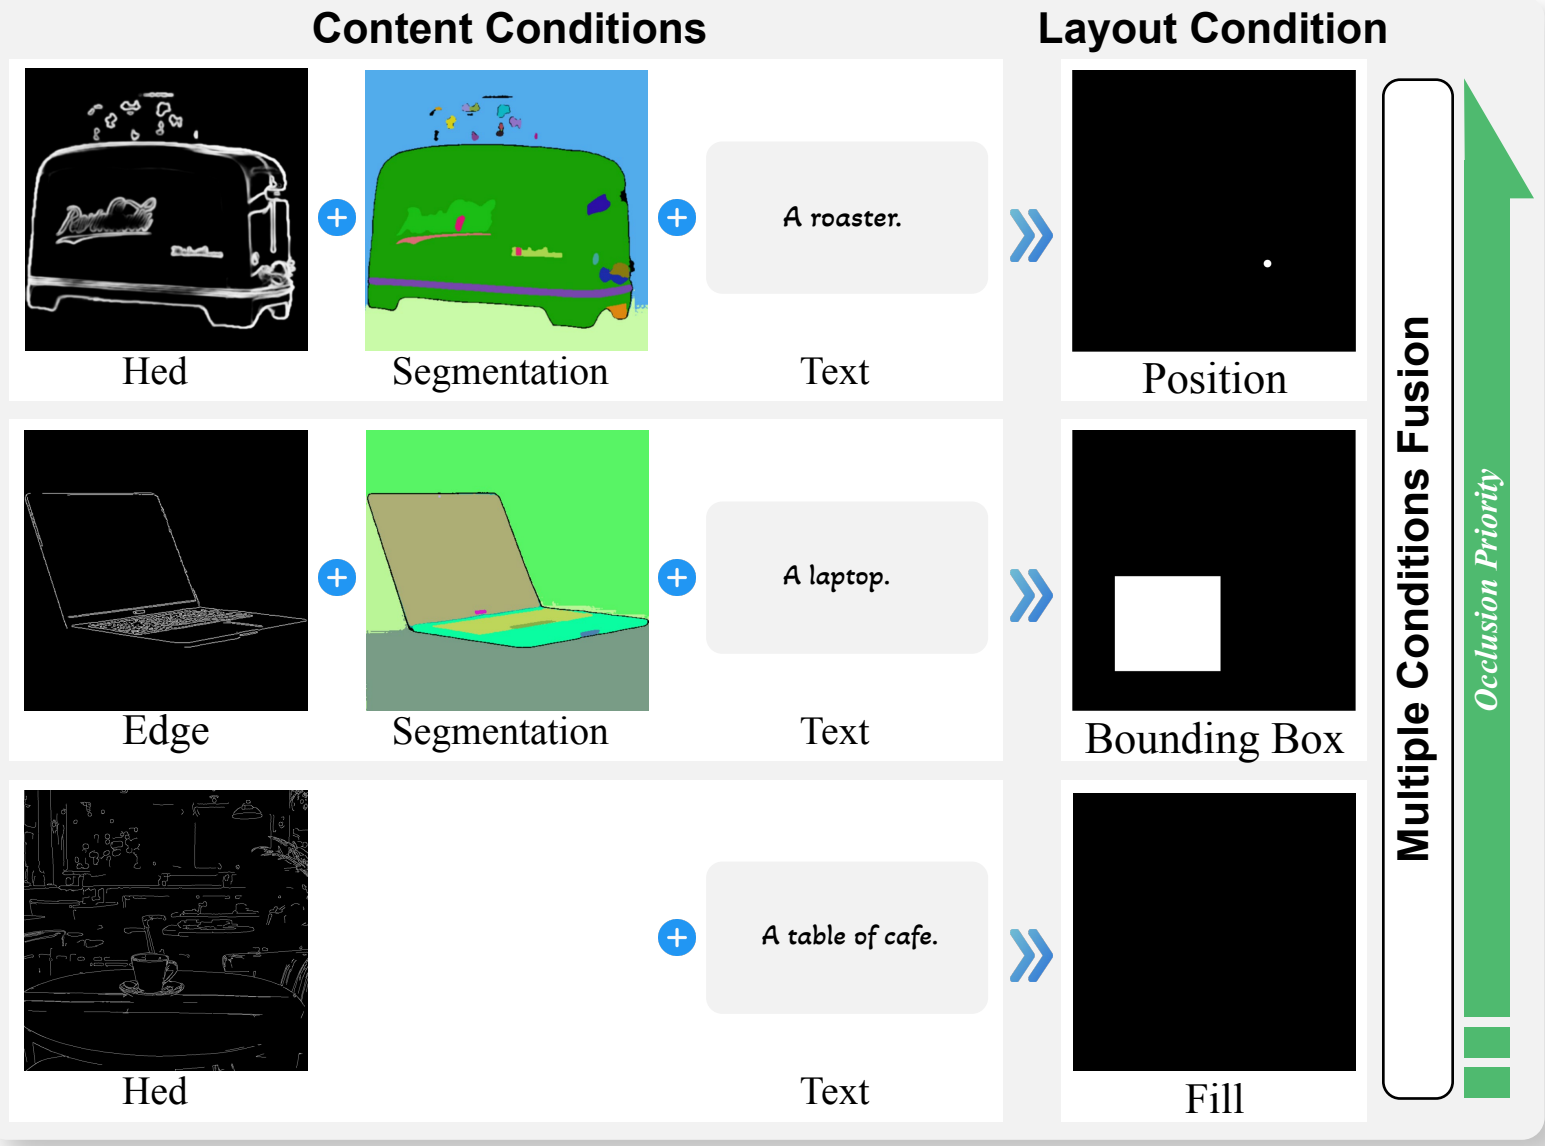 Content Conditions
Layout Condition
A roaster.
Hed
Segmentation
Text
Position
A laptop.
Edge
Segmentation
Text
Bounding Box
A table of cafe.
Hed
Text
Fill
Multiple Conditions Fusion
Occlusion Priority